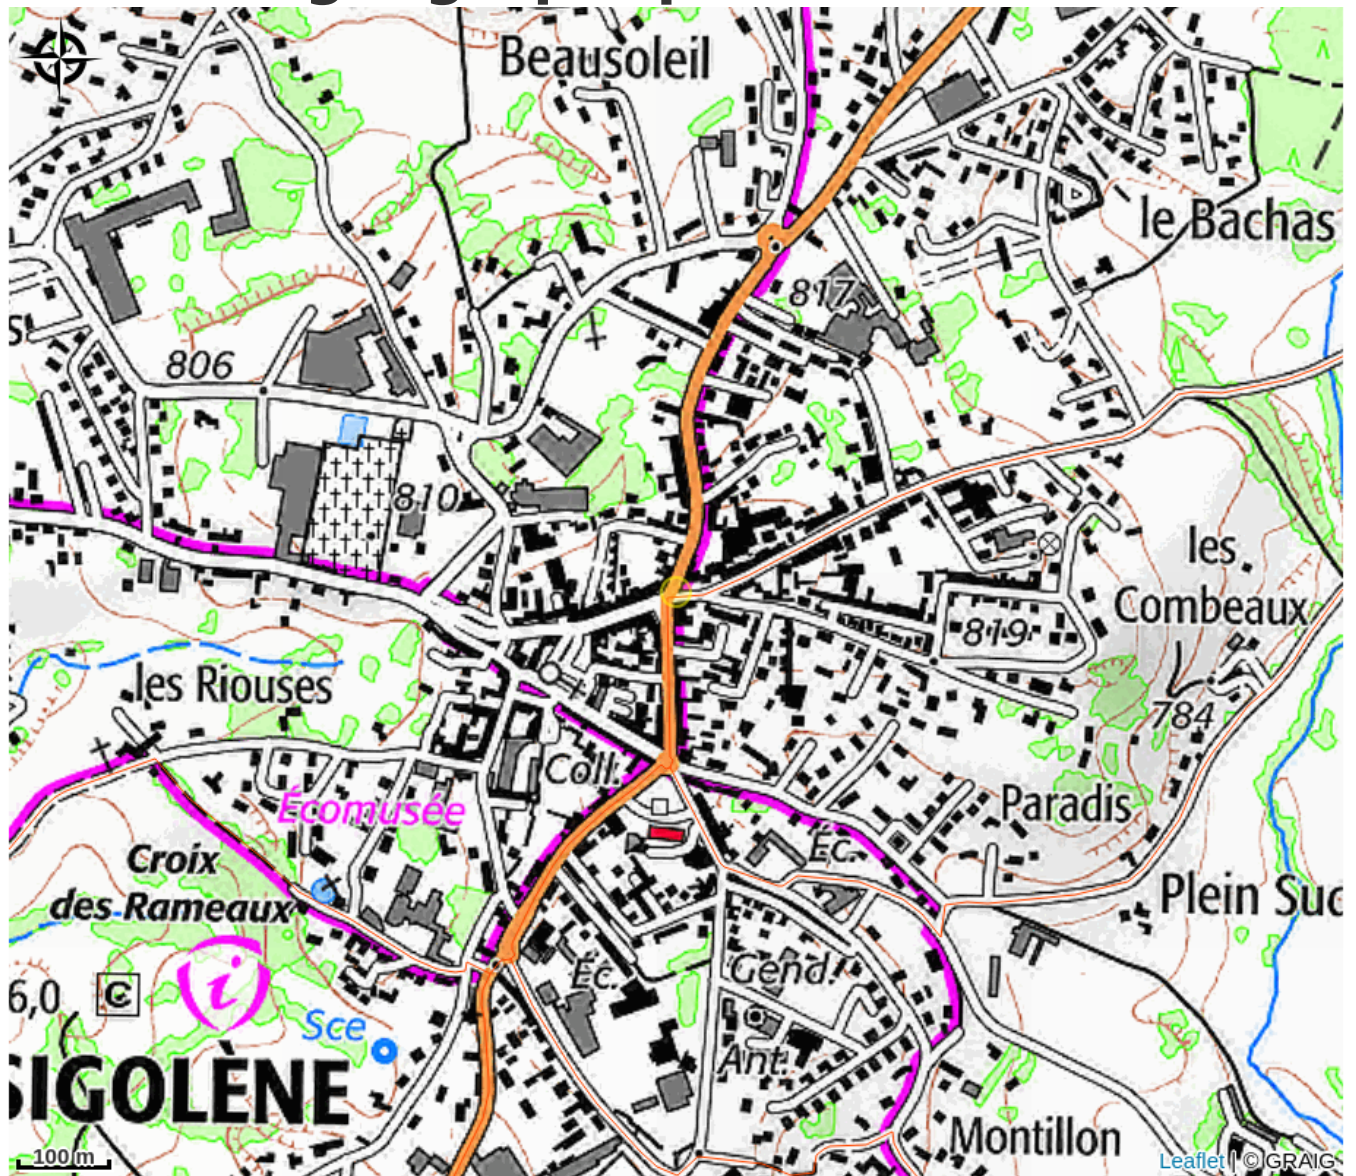 Beausoleil
le Bachas
817
806
810
les
Combeaux
819
les Riouses
784
Coll.
Écomusée
Paradis
Éc.
Croix
des-Rameaux
Plein Sud
Gend.
Éc.
6,0
C
i
Sce
Ant.
SIGOLÈNE
Montillon
100 m
Leaflet | © GRAIG